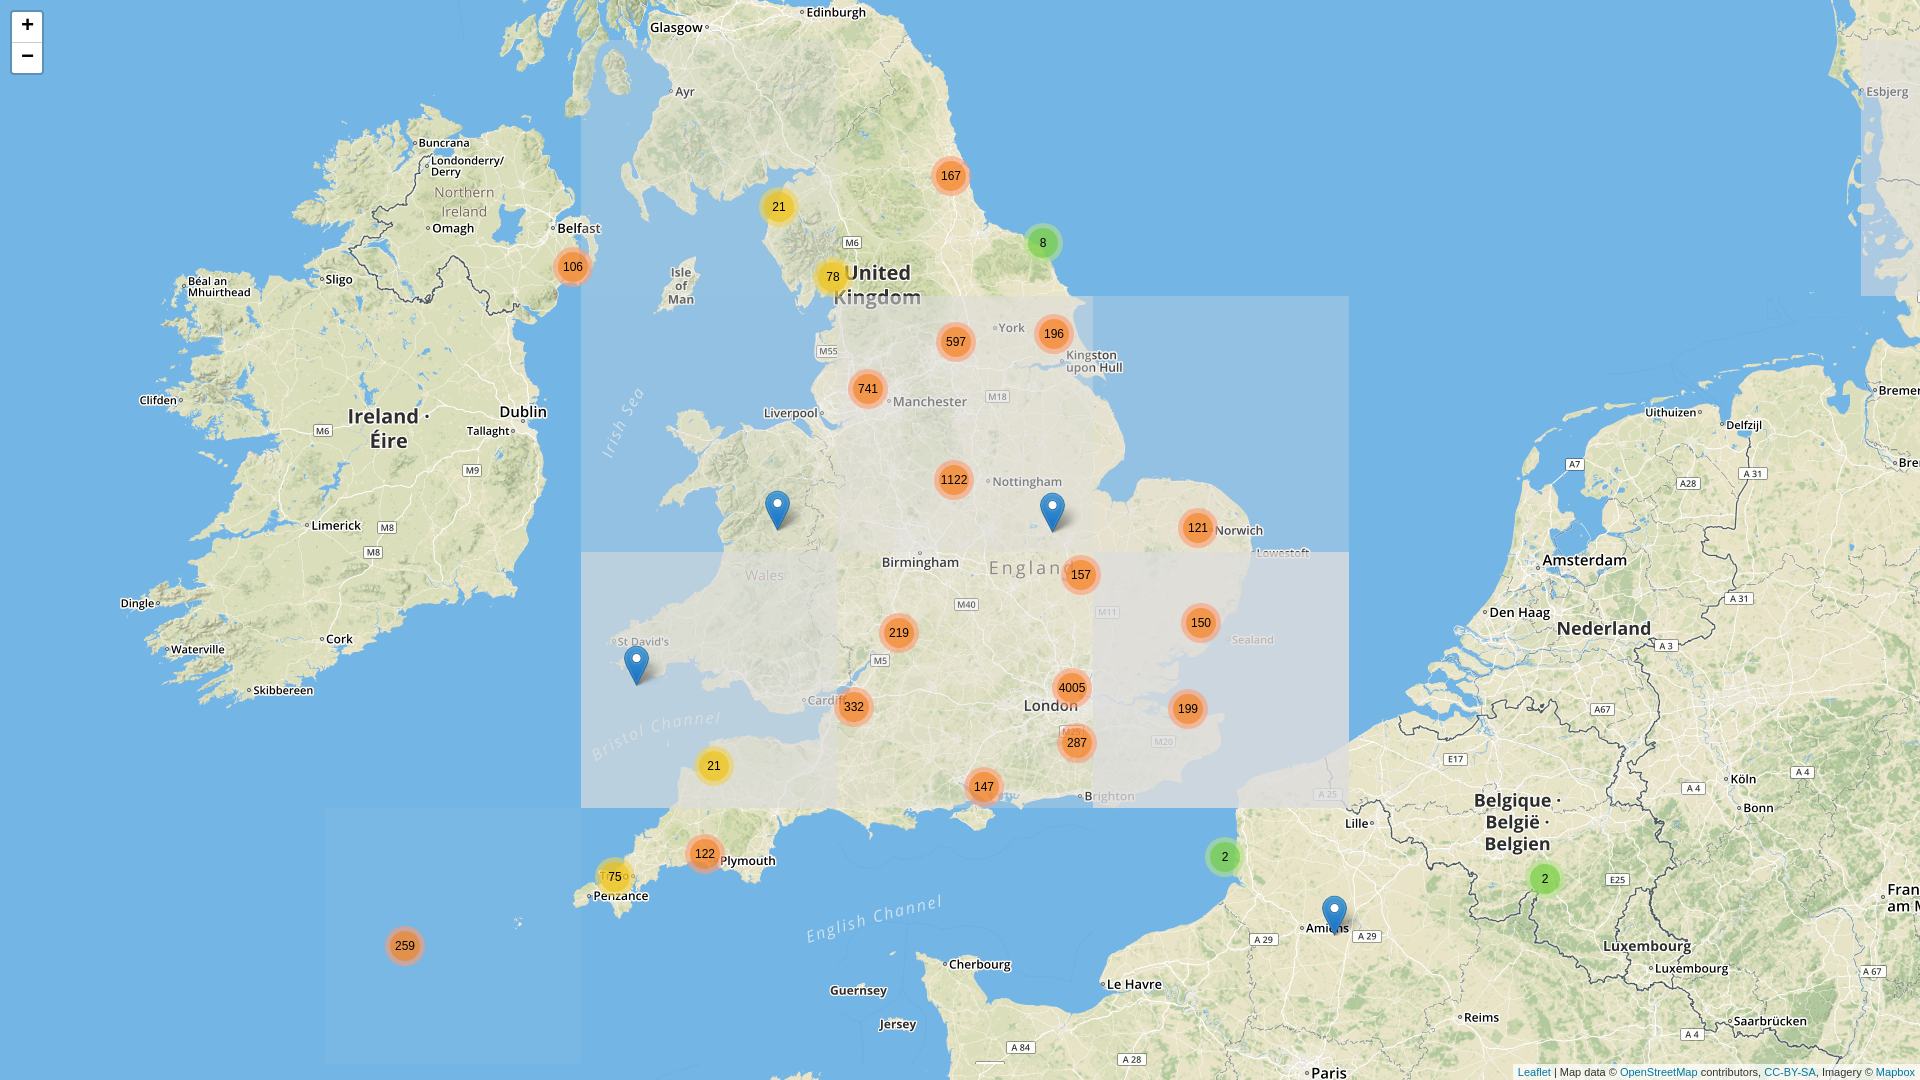 +
−
Glasgow
Edinburgh
Ayr
Esbjerg
Buncrana
Londonderry/
Derry
167
Northern
Ireland
21
Omagh
Belfast
M6
8
106
Isle
of
Man
78
United
Kingdom
Sligo
Béal an
Mhuirthead
York
196
597
M55
Kingston
upon Hull
741
Bremer
Clifden
M18
Manchester
Ireland ·
Éire
Dublin
Liverpool
Uithuizen
Delfzijl
M6
Tallaght
Irish Sea
M9
A7
A 31
Bre
1122
Nottingham
A28
Limerick
M8
121
Norwich
M8
Lowestoft
Birmingham
England
Amsterdam
Wales
157
Dingle
M40
M11
A 31
Den Haag
150
Nederland
219
Cork
St David's
Sealand
Waterville
M5
A 3
Skibbereen
4005
Cardiff
332
London
199
A67
Bristol Channel
M25
287
M20
E17
21
A 4
Köln
147
Brighton
A 25
A 4
Belgique ·
België ·
Belgien
Bonn
Lille
122
Plymouth
2
75
2
E25
Penzance
Fran
am M
English Channel
Amiens
A 29
A 29
259
Luxembourg
Cherbourg
Luxembourg
A 67
Le Havre
Guernsey
Jersey
Reims
Saarbrücken
A 84
A 28
A 4
Paris
Leaflet | Map data © OpenStreetMap contributors, CC-BY-SA, Imagery © Mapbox